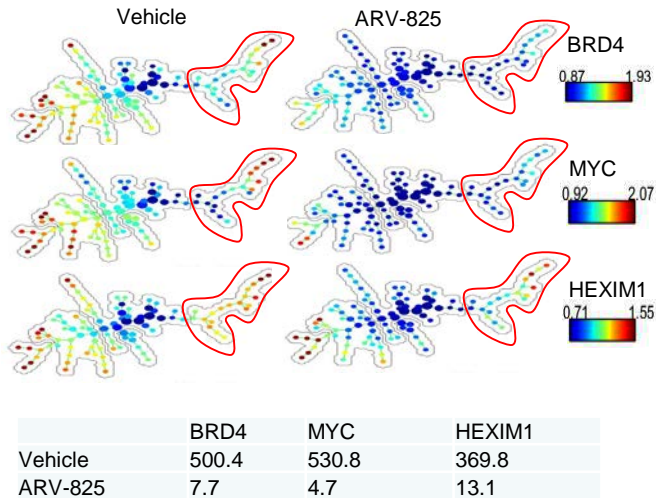 Vehicle ARV-825
BRD4
0.87 1.93
MYC
0.92 2.07
HEXIM1
0.71 1.55
BRD4 MYC HEXIM1
Vehicle 500.4 530.8 369.8
ARV-825 7.7 4.7 13.1